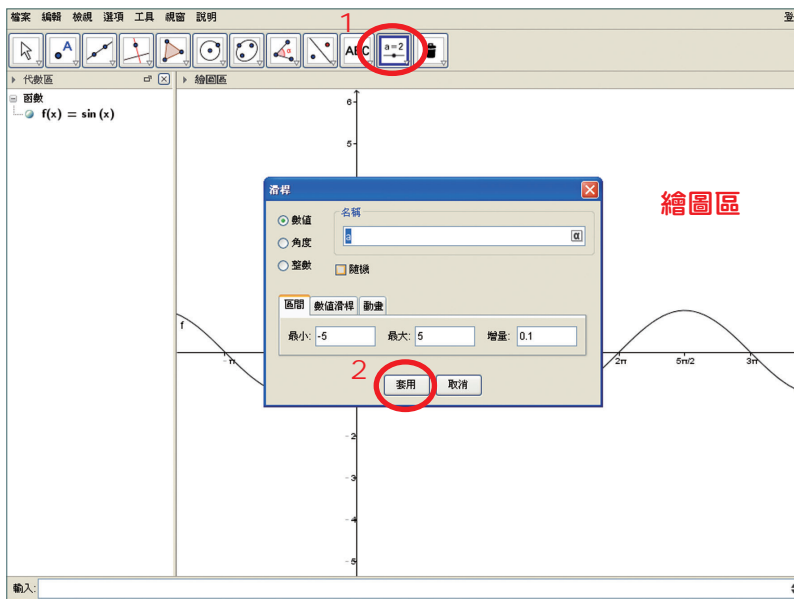 檔案 編輯 檢視 選項 工具 視窗 說明
1
A ABC a=2
代數區
繪圖區
函數
f(x) = sin (x)
6
5
繪圖區
滑桿
數值
角度
整數
名稱
a α
隨機
區間 數值滑桿 動畫
最小: -5 最大: 5 增量: 0.1
2
套用 取消
f
-π 2π 5π/2 3π
-2
-3
-4
-5
輸入: